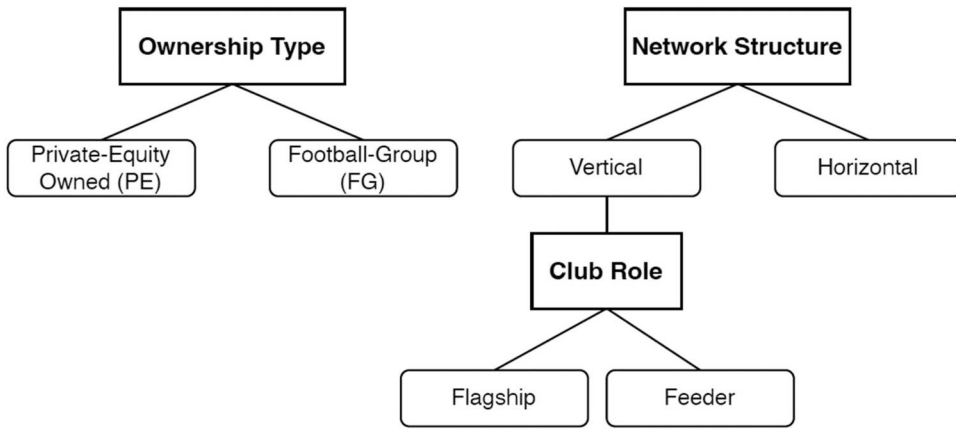 Ownership Type
Network Structure
Private-Equity
Owned (PE)
Football-Group
(FG)
Vertical
Horizontal
Club Role
Flagship
Feeder